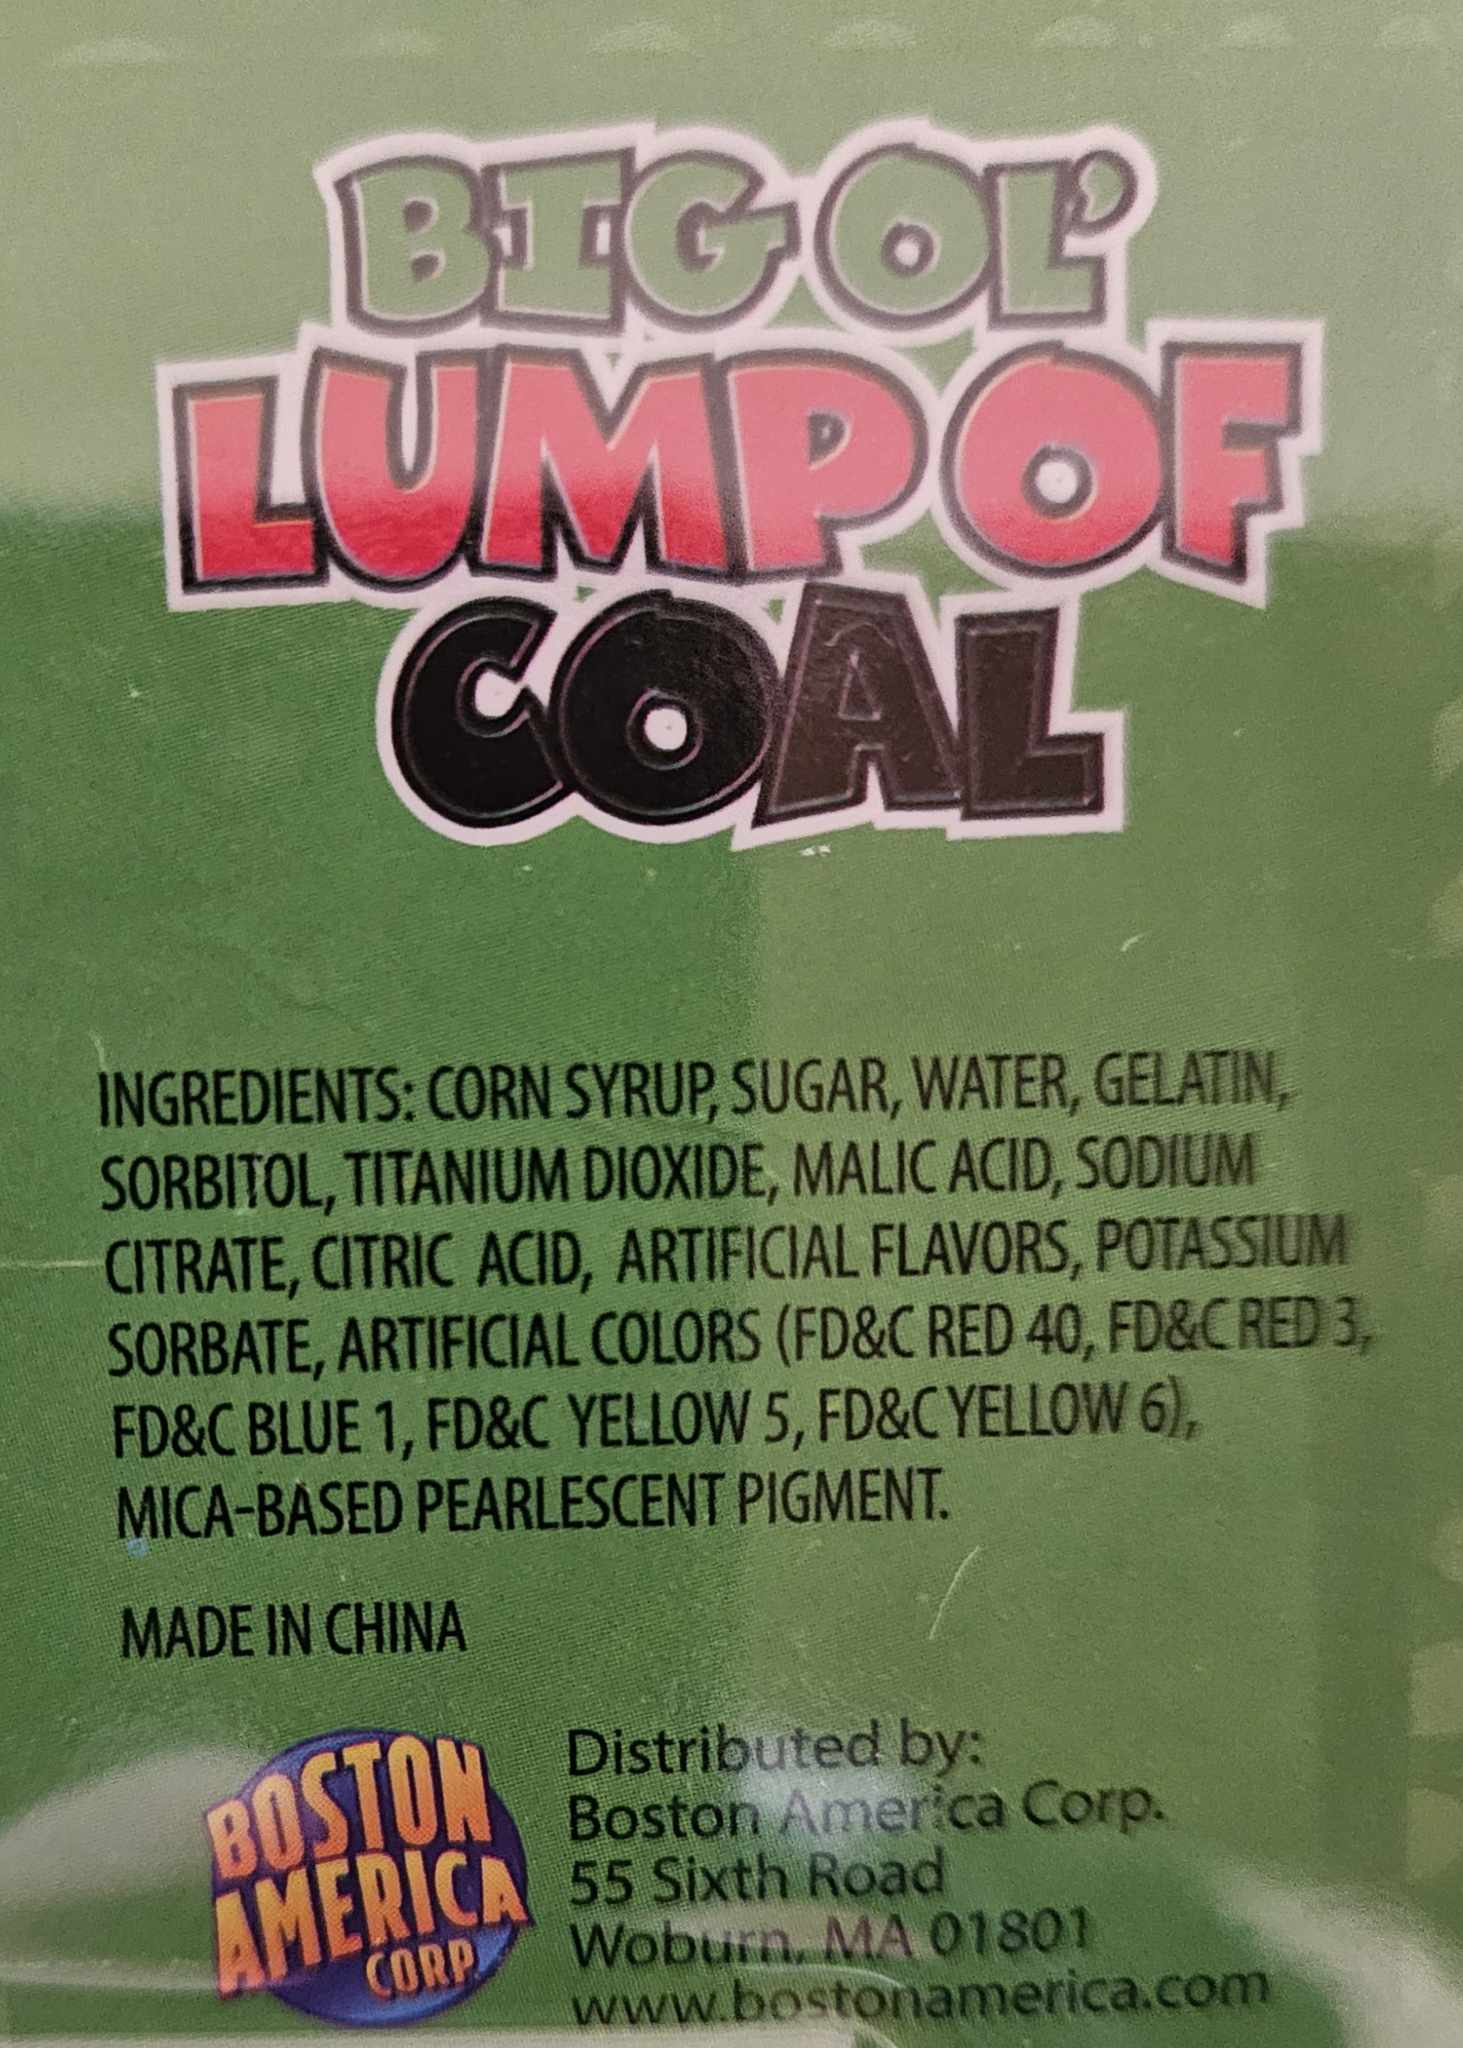 BIG OL'
LUMP OF
COAL
INGREDIENTS: CORN SYRUP, SUGAR, WATER, GELATIN,
SORBITOL, TITANIUM DIOXIDE, MALIC ACID, SODIUM
CITRATE, CITRIC ACID, ARTIFICIAL FLAVORS, POTASSIUM
SORBATE, ARTIFICIAL COLORS (FD&C RED 40, FD&C RED 3,
FD&C BLUE 1, FD&C YELLOW 5, FD&C YELLOW 6),
MICA-BASED PEARLESCENT PIGMENT.
MADE IN CHINA
BOSTON
AMERICA
CORP.
Distributed by:
Boston America Corp.
55 Sixth Road
Woburn, MA 01801
www.bostonamerica.com